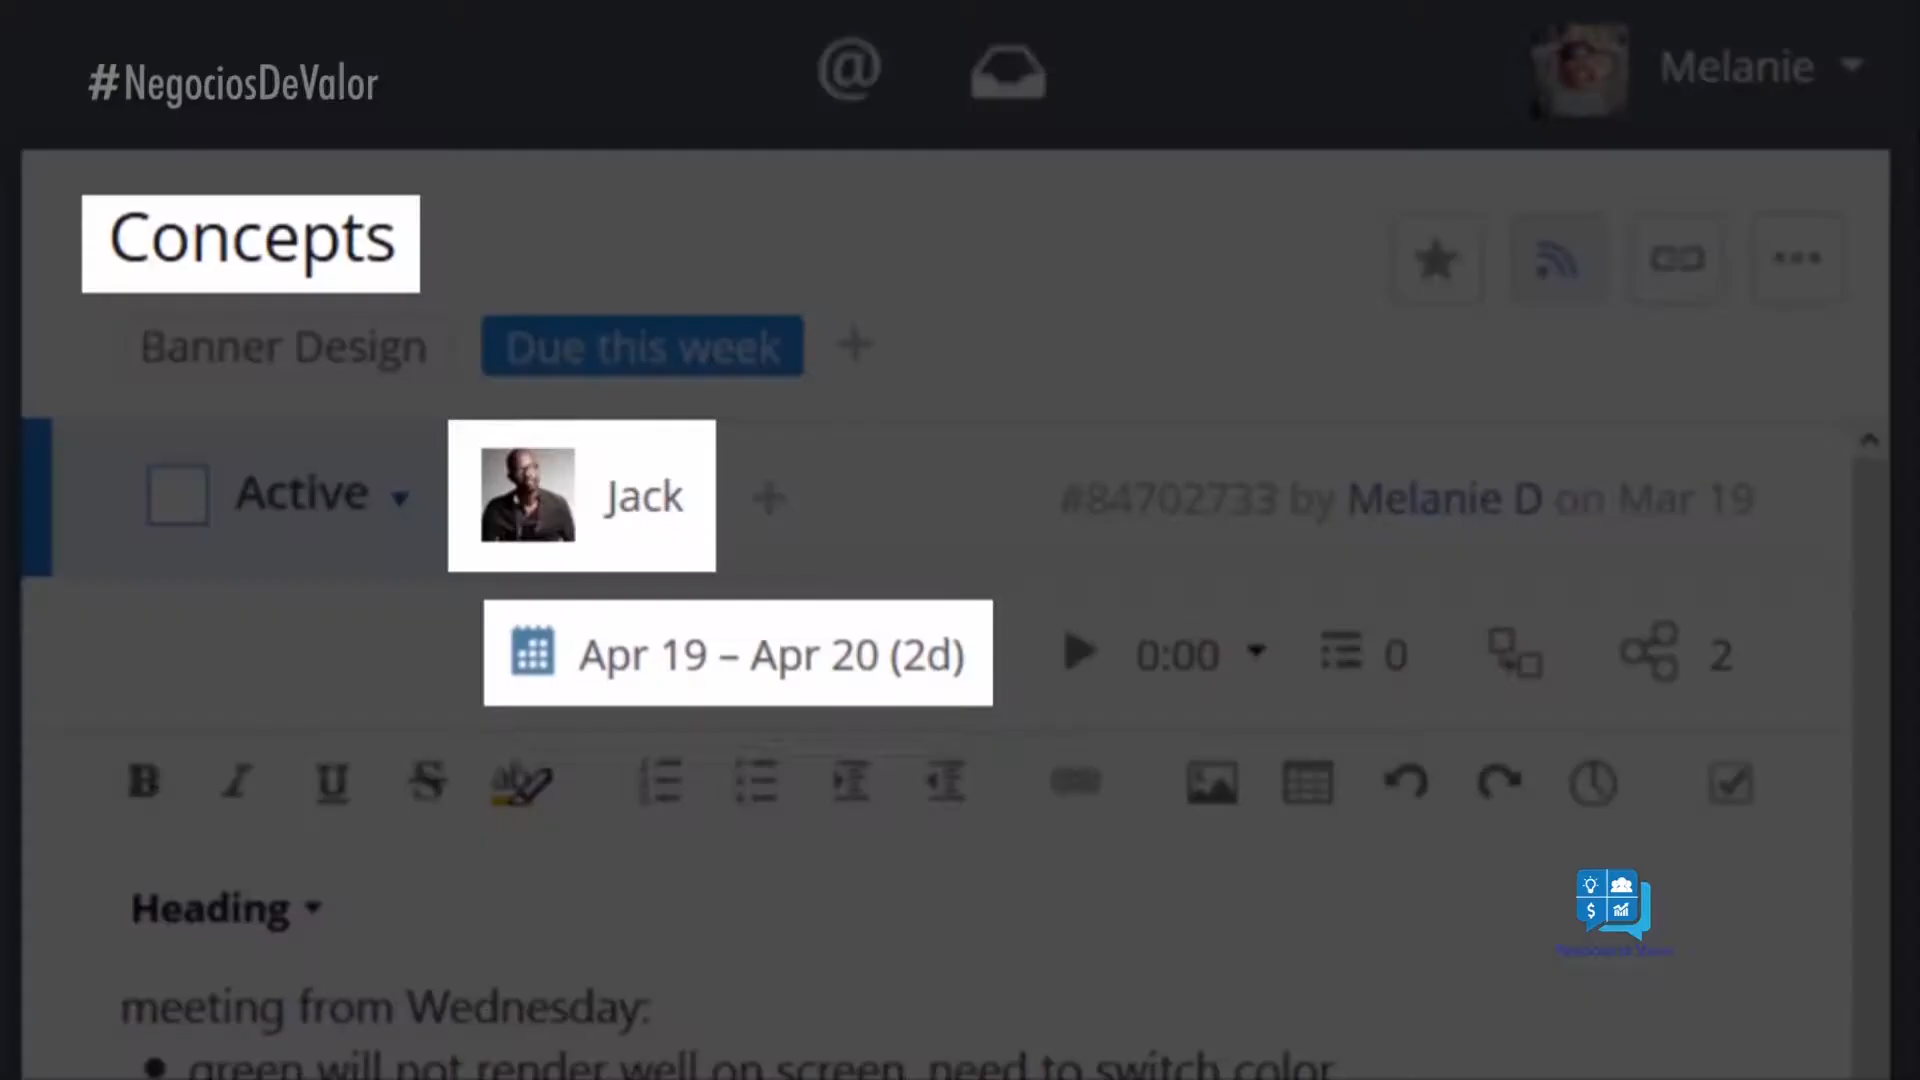 #NegociosDeValor
Melanie
Concepts
Banner Design Due this week
Active Jack #84702733 by Melanie D on Mar 19
Apr 19 – Apr 20 (2d) 0:00 0 2
B I U S ab
Heading
meeting from Wednesday:
green will not render well on screen, need to switch color